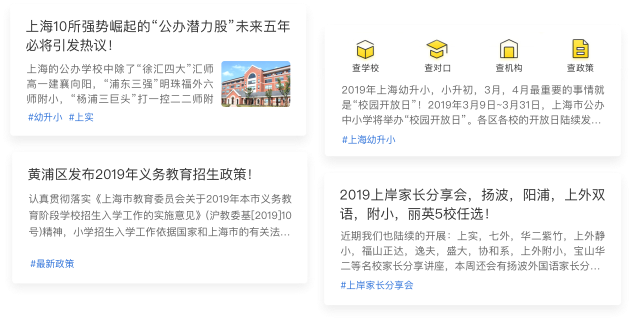 上海10所强势崛起的“公办潜力股”未来五年
必将引发热议！
上海的公办学校中除了“徐汇四大”汇师
高一建襄向阳，“浦东三强”明珠福外六
师附小，“杨浦三巨头”打一控二二师附
#幼升小 #上实
黄浦区发布2019年义务教育招生政策！
认真贯彻落实《上海市教育委员会关于2019年本市义务教
育阶段学校招生入学工作的实施意见》(沪教委基[2019]10
号)精神，小学招生入学工作依据国家和上海市的有关法...
#最新政策
查学校 查对口 查机构 查政策
2019年上海幼升小，小升初，3月，4月最重要的事情就
是“校园开放日”！2019年3月9日~3月31日，上海市公办
中小学将举办“校园开放日”。各区各校的开放日陆续发...
#上海幼升小
2019上岸家长分享会，扬波，阳浦，上外双
语，附小，丽英5校任选！
近期我们也陆续的开展：上实，七外，华二紫竹，上外静
小，福山正达，逸夫，盛大，协和系，上外附小，宝山华
二等名校家长分享讲座，本周还会有扬波外国语家长分...
#上岸家长分享会